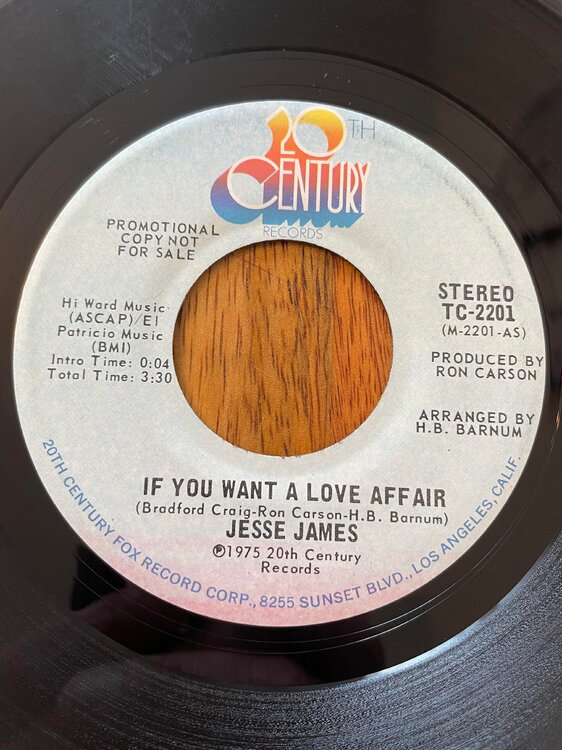 20TH
CENTURY
RECORDS
PROMOTIONAL
COPY NOT
FOR SALE
Hi Ward Music
(ASCAP)/El
Patricio Music
(BMI)
Intro Time: 0:04
Total Time: 3:30
STEREO
TC-2201
(M-2201-AS)
PRODUCED BY
RON CARSON
ARRANGED BY
H.B. BARNUM
IF YOU WANT A LOVE AFFAIR
(Bradford Craig-Ron Carson-H.B. Barnum)
JESSE JAMES
℗1975 20th Century
Records
20TH CENTURY FOX RECORD CORP., 8255 SUNSET BLVD., LOS ANGELES, CALIF.